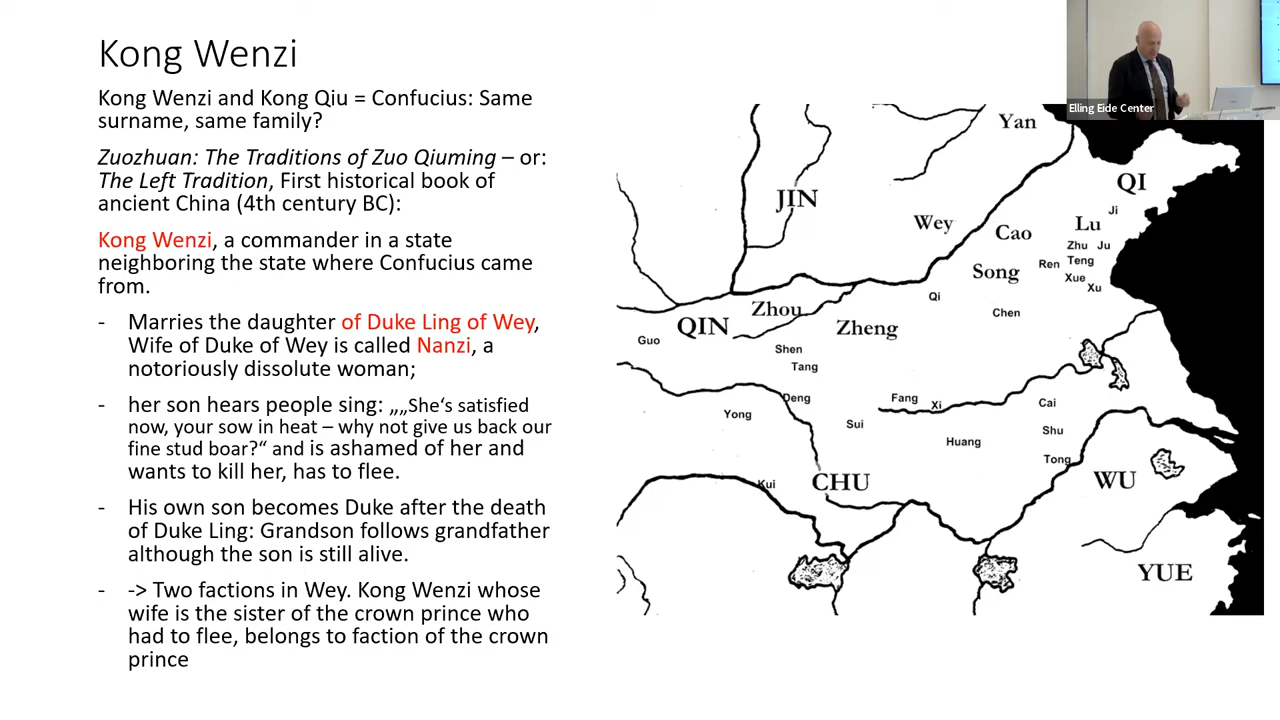 Kong Wenzi
Kong Wenzi and Kong Qiu = Confucius: Same
surname, same family?
Zuozhuan: The Traditions of Zuo Qiuming – or:
The Left Tradition, First historical book of
ancient China (4th century BC):
Kong Wenzi, a commander in a state
neighboring the state where Confucius came
from.
- Marries the daughter of Duke Ling of Wey,
Wife of Duke of Wey is called Nanzi, a
notoriously dissolute woman;
- her son hears people sing: „„She‘s satisfied
now, your sow in heat – why not give us back our
fine stud boar?“ and is ashamed of her and
wants to kill her, has to flee.
- His own son becomes Duke after the death
of Duke Ling: Grandson follows grandfather
although the son is still alive.
- -> Two factions in Wey. Kong Wenzi whose
wife is the sister of the crown prince who
had to flee, belongs to faction of the crown
prince
Elling Eide Center
Yan
QI
JIN
Ji
Wey
Lu
Cao
Zhu Ju
Ren Teng
Song
Xue
Xu
Qi
Zhou
Chen
QIN
Zheng
Guo
Shen
Tang
Deng
Fang
Xi
Cai
Yong
Sui
Shu
Huang
Tong
CHU
Kui
WU
YUE